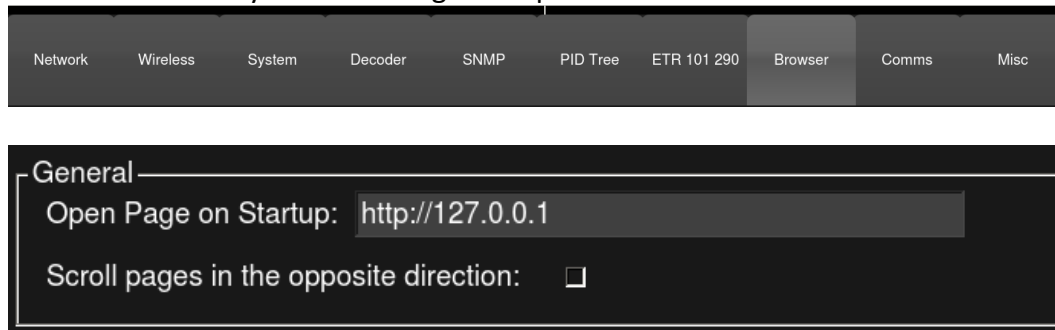 Network Wireless System Decoder SNMP PID Tree ETR 101 290 Browser Comms Misc
General
Open Page on Startup: http://127.0.0.1
Scroll pages in the opposite direction: